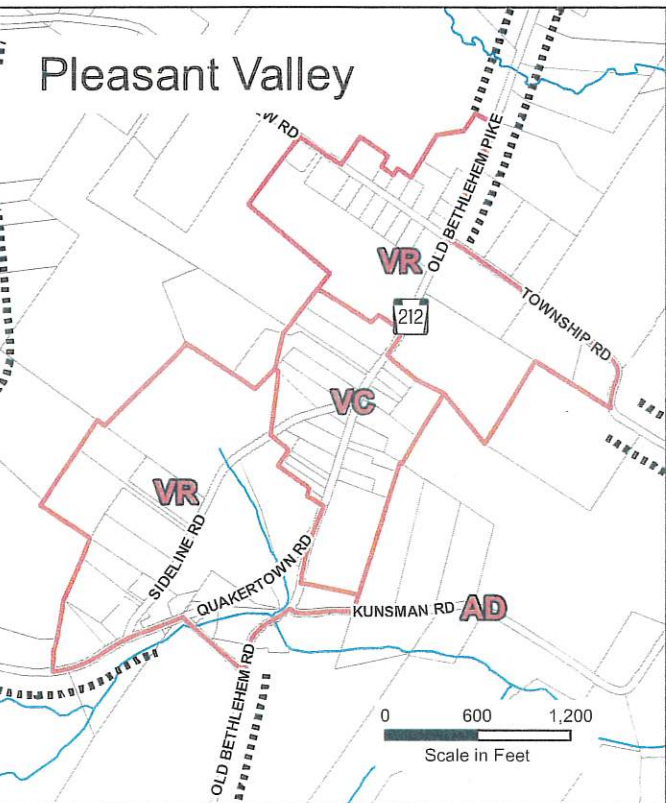 Pleasant Valley
W RD
OLD BETHLEHEM PIKE
VR
TOWNSHIP RD
212
VC
VR
SIDELINE RD
QUAKERTOWN RD
KUNSMAN RD
AD
OLD BETHLEHEM RD
0 600 1,200
Scale in Feet